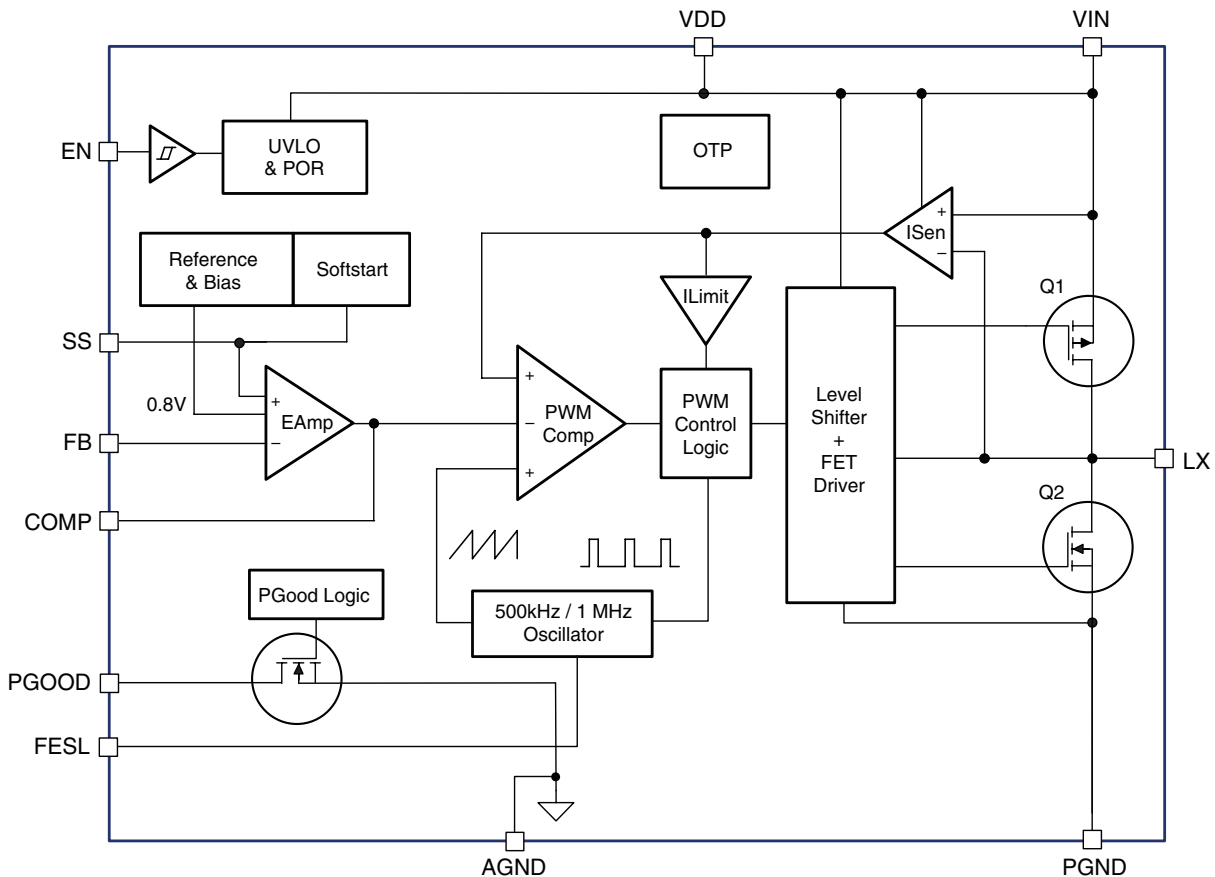 VDD
VIN
EN
UVLO
& POR
OTP
+
ISen
–
Reference
& Bias
Softstart
ILimit
Q1
SS
0.8V
+
EAmp
–
FB
+
–
PWM
Comp
+
PWM
Control
Logic
Level
Shifter
+
FET
Driver
LX
Q2
COMP
PGood Logic
500kHz / 1 MHz
Oscillator
PGOOD
FESL
AGND
PGND